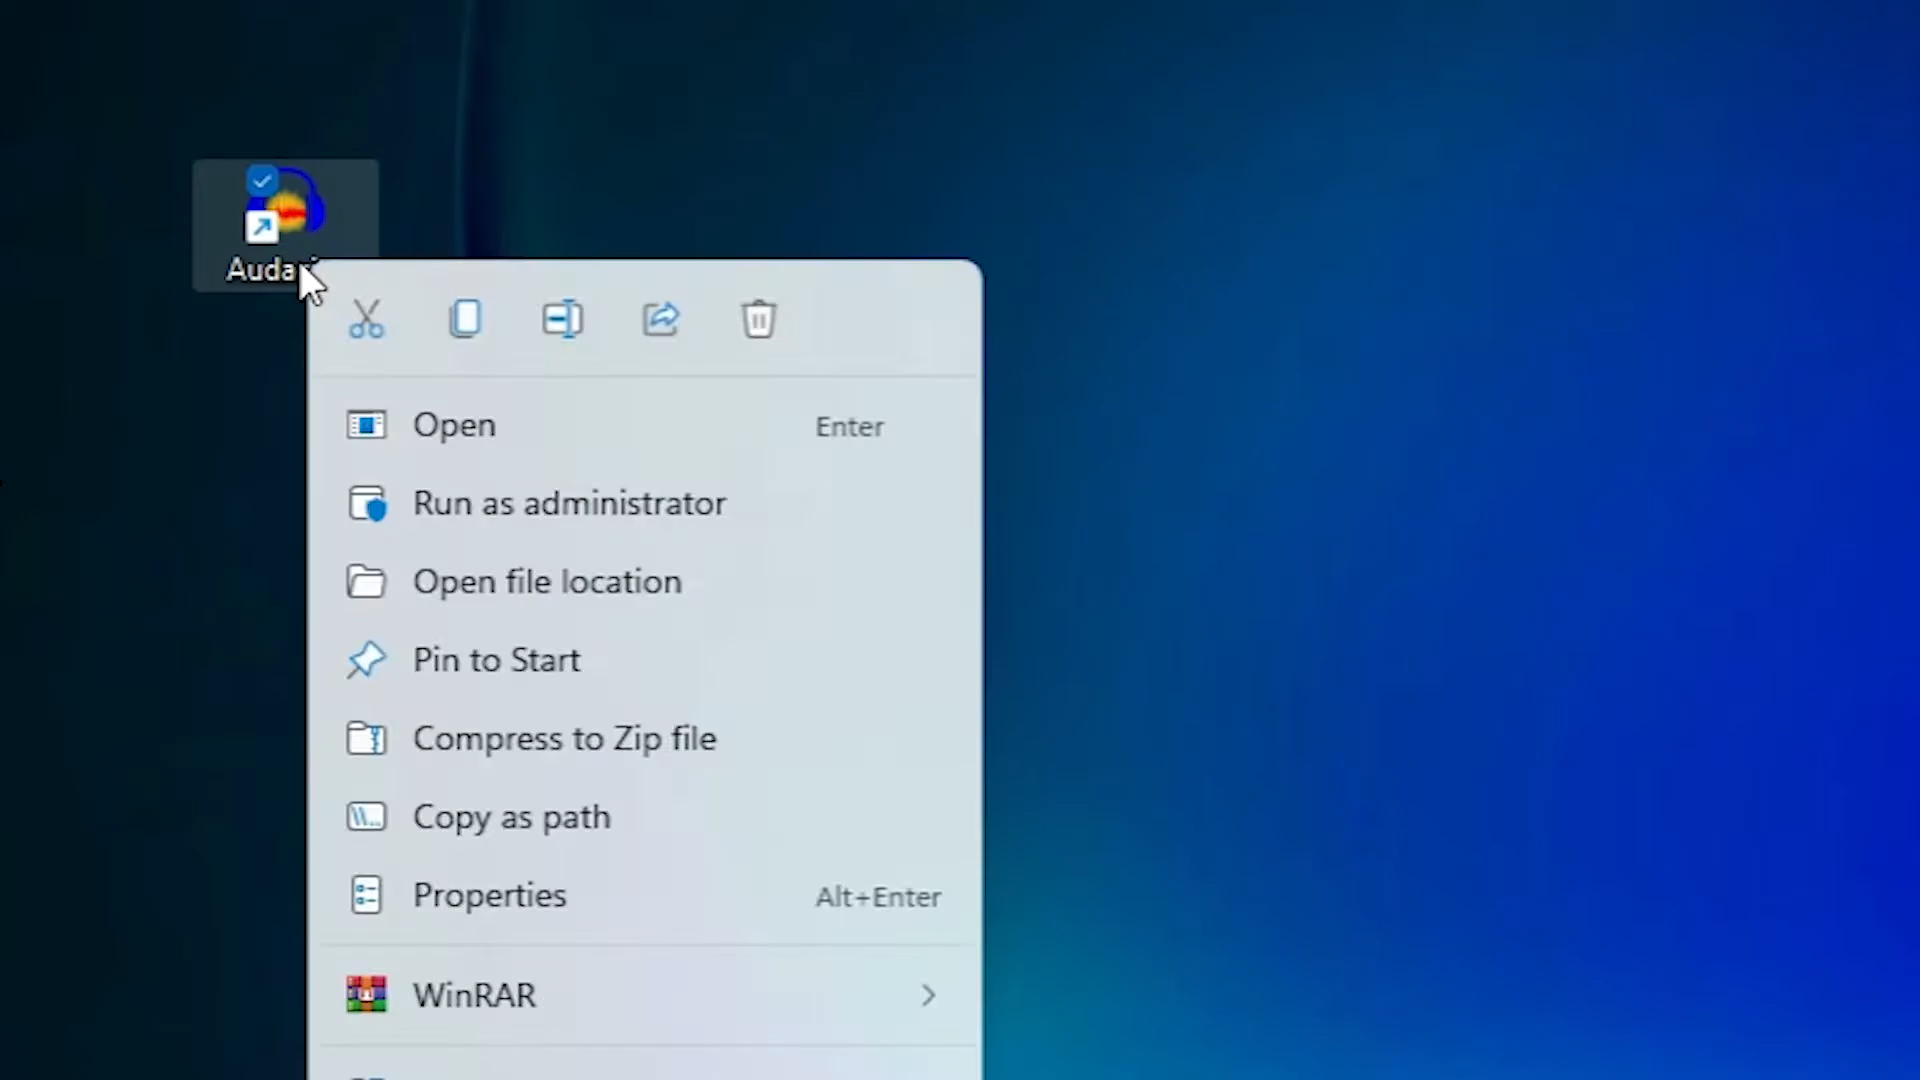 Open Enter
Run as administrator
Open file location
Pin to Start
Compress to Zip file
Copy as path
Properties Alt+Enter
WinRAR